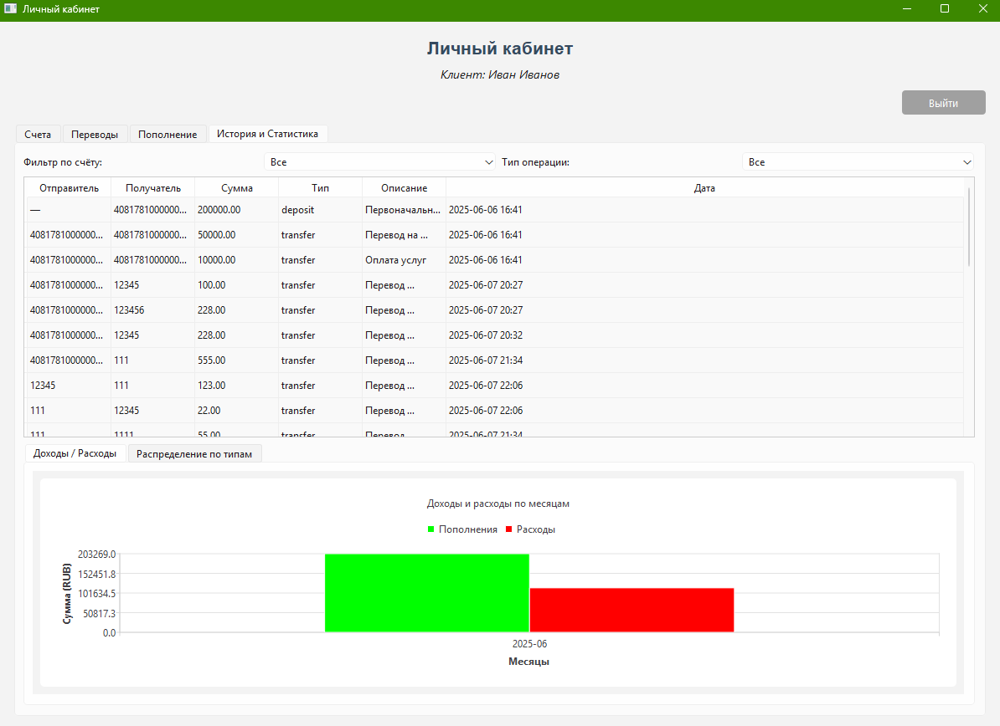 Личный кабинет
Личный кабинет
Клиент: Иван Иванов
Выйти
Счета Переводы Пополнение История и Статистика
Фильтр по счёту: Все Тип операции: Все
Отправитель Получатель Сумма Тип Описание Дата
— 4081781000000... 200000.00 deposit Первоначальн... 2025-06-06 16:41
4081781000000... 4081781000000... 50000.00 transfer Перевод на ... 2025-06-06 16:41
4081781000000... 4081781000000... 10000.00 transfer Оплата услуг 2025-06-06 16:41
4081781000000... 12345 100.00 transfer Перевод ... 2025-06-07 20:27
4081781000000... 123456 228.00 transfer Перевод ... 2025-06-07 20:27
4081781000000... 12345 228.00 transfer Перевод ... 2025-06-07 20:32
4081781000000... 111 555.00 transfer Перевод ... 2025-06-07 21:34
12345 111 123.00 transfer Перевод ... 2025-06-07 22:06
111 12345 22.00 transfer Перевод ... 2025-06-07 22:06
111 1111 55.00 transfer Перевод 2025-06-07 21:34
Доходы / Расходы Распределение по типам
Доходы и расходы по месяцам
Пополнения Расходы
203269.0
152451.8
101634.5
50817.3
0.0
Сумма (RUB)
2025-06
Месяцы